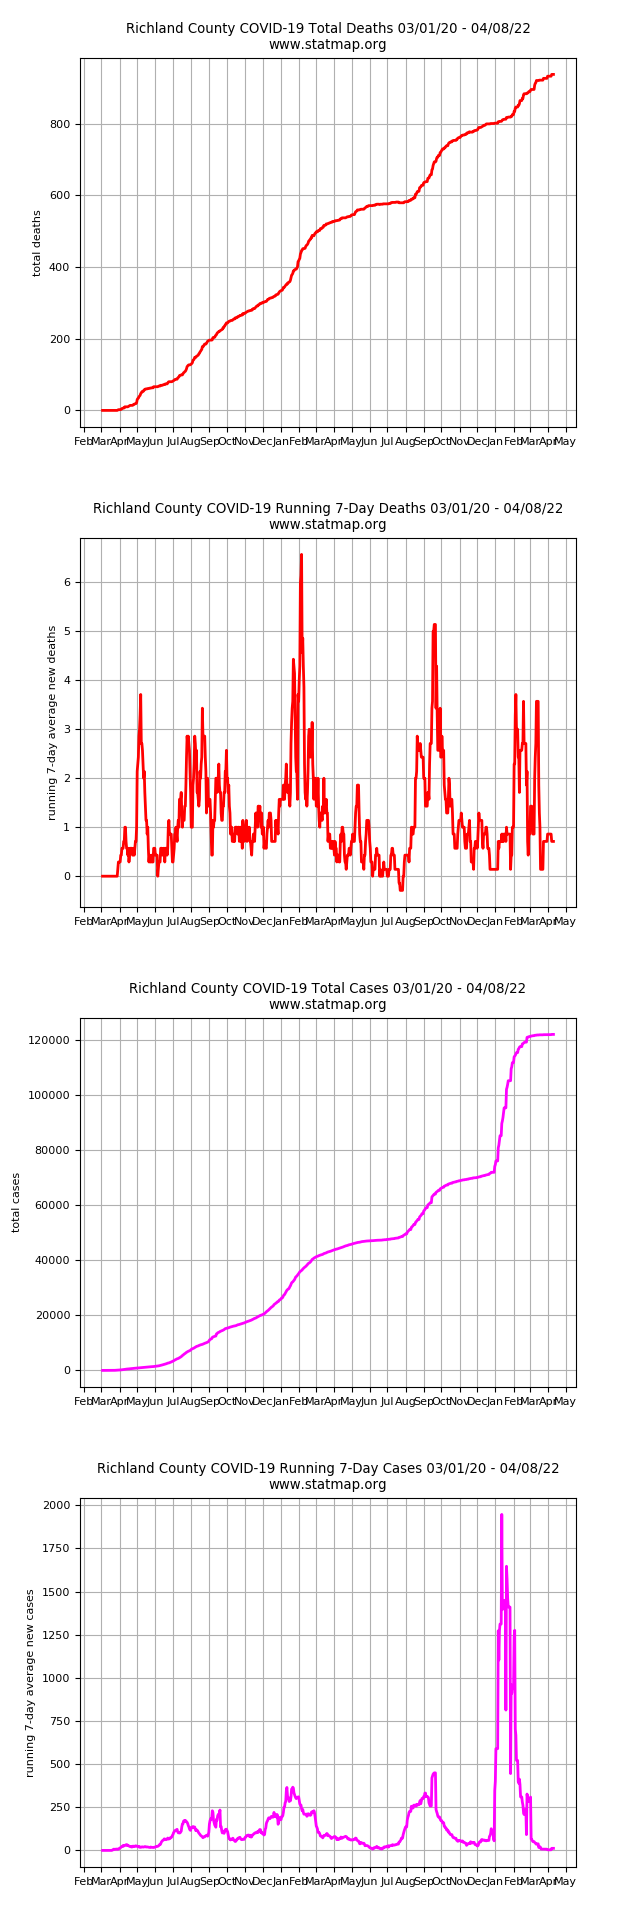 Richland County COVID-19 Total Deaths 03/01/20 - 04/08/22
www.statmap.org
800
600
400
200
0
total deaths
Feb Mar Apr May Jun Jul Aug Sep Oct Nov Dec Jan Feb Mar Apr May Jun Jul Aug Sep Oct Nov Dec Jan Feb Mar Apr May
Richland County COVID-19 Running 7-Day Deaths 03/01/20 - 04/08/22
www.statmap.org
6
5
4
3
2
1
0
running 7-day average new deaths
Feb Mar Apr May Jun Jul Aug Sep Oct Nov Dec Jan Feb Mar Apr May Jun Jul Aug Sep Oct Nov Dec Jan Feb Mar Apr May
Richland County COVID-19 Total Cases 03/01/20 - 04/08/22
www.statmap.org
120000
100000
80000
60000
40000
20000
0
total cases
Feb Mar Apr May Jun Jul Aug Sep Oct Nov Dec Jan Feb Mar Apr May Jun Jul Aug Sep Oct Nov Dec Jan Feb Mar Apr May
Richland County COVID-19 Running 7-Day Cases 03/01/20 - 04/08/22
www.statmap.org
2000
1750
1500
1250
1000
750
500
250
0
running 7-day average new cases
Feb Mar Apr May Jun Jul Aug Sep Oct Nov Dec Jan Feb Mar Apr May Jun Jul Aug Sep Oct Nov Dec Jan Feb Mar Apr May